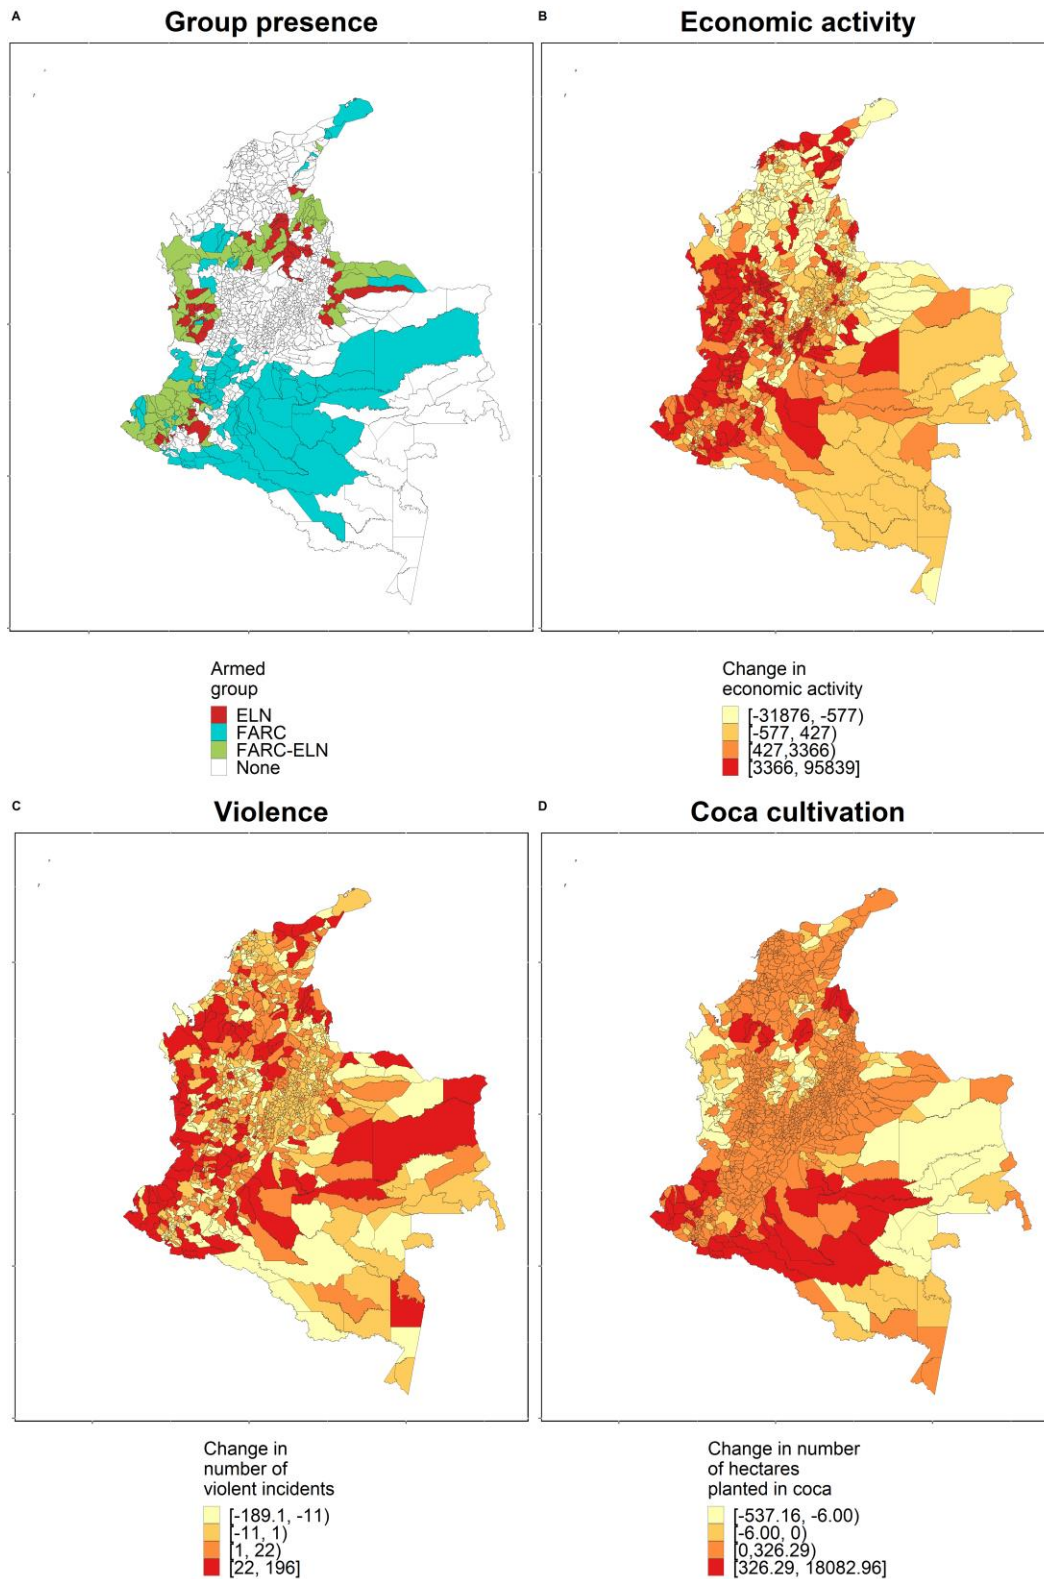 A
Group presence
B
Economic activity
Armed
group
ELN
FARC
FARC-ELN
None
Change in
economic activity
[-31876, -577)
[-577, 427)
[427,3366)
[3366, 95839]
C
Violence
D
Coca cultivation
Change in
number of
violent incidents
[-189.1, -11)
[-11, 1)
[1, 22)
[22, 196]
Change in number
of hectares
planted in coca
[-537.16, -6.00)
[-6.00, 0)
[0,326.29)
[326.29, 18082.96]